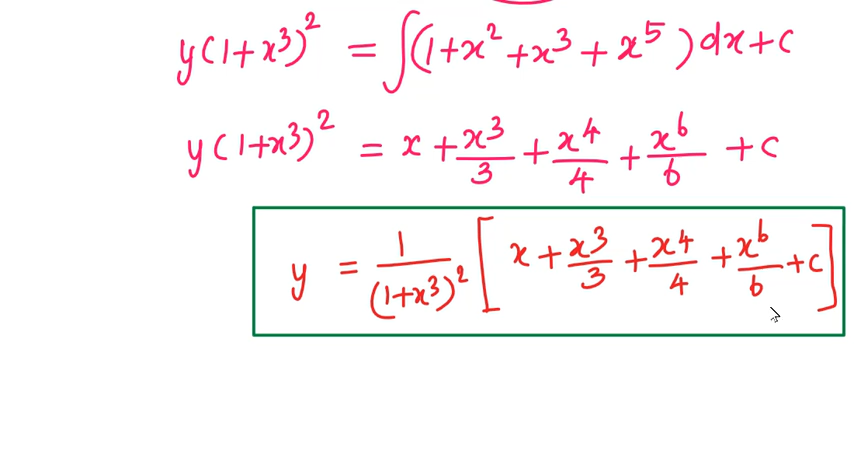 y(1+x³)² = ∫(1+x²+x³+x⁵)dx+c
y(1+x³)² = x + x³/3 + x⁴/4 + x⁶/6 + c
y = 1/(1+x³)² [x + x³/3 + x⁴/4 + x⁶/6 + c]